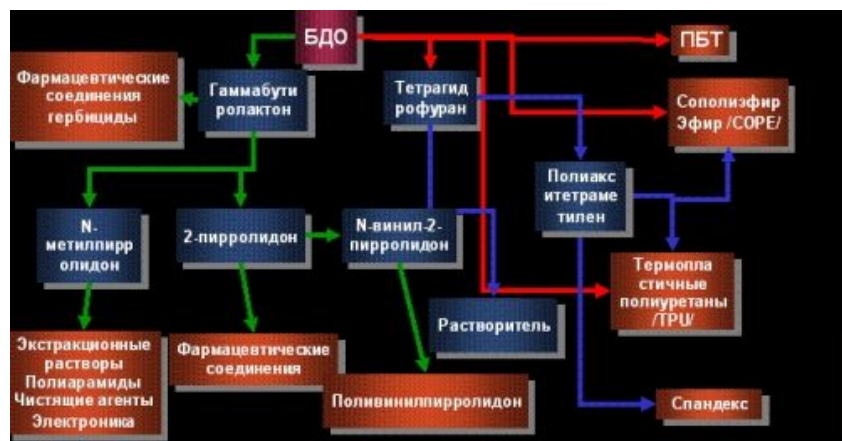 БДО
ПБТ
Фармацевтические
соединения
гербициды
Гаммабути
ролактон
Тетрагид
рофуран
Сополиэфир
Эфир /COPE/
Полиакс
итетраме
тилен
N-
метилпирр
олидон
2-пирролидон
N-винил-2-
пирролидон
Термопла
стичные
полиуретаны
/TPU/
Растворитель
Экстракционные
растворы
Полиарамиды
Чистящие агенты
Электроника
Фармацевтические
соединения
Поливинилпирролидон
Спандекс